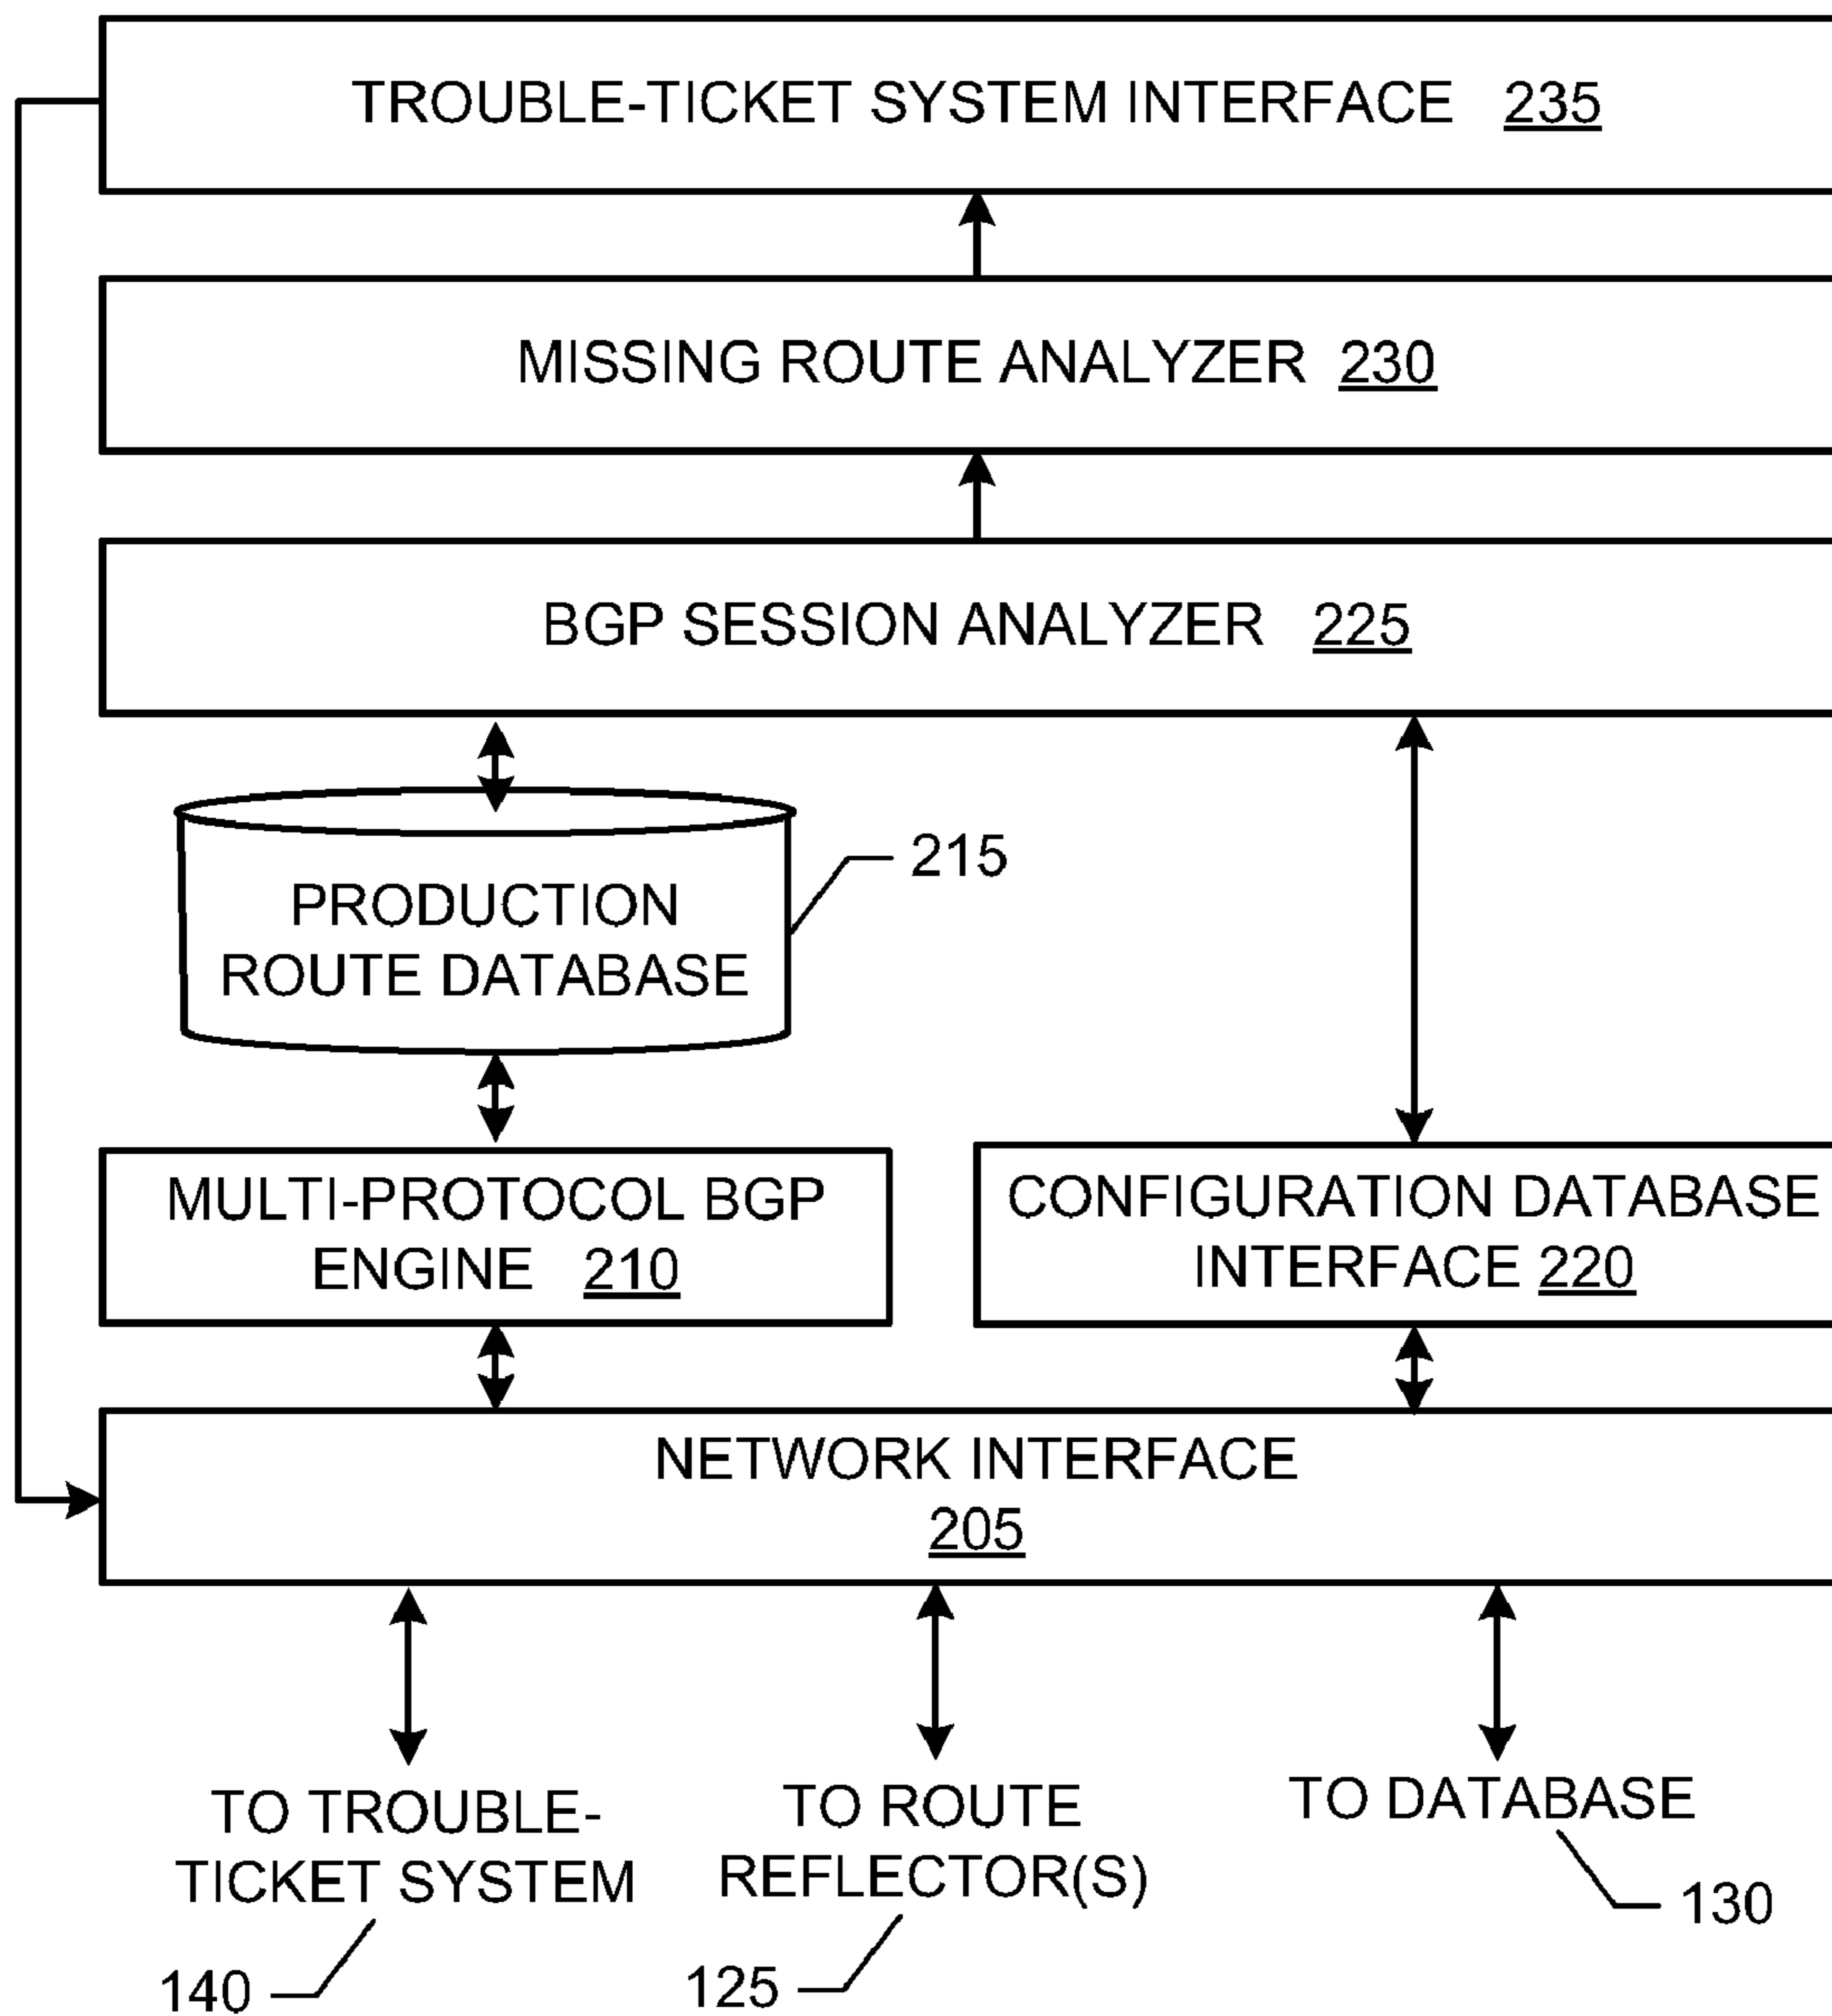 TROUBLE-TICKET SYSTEM INTERFACE 235
MISSING ROUTE ANALYZER 230
BGP SESSION ANALYZER 225
215
PRODUCTION
ROUTE DATABASE
MULTI-PROTOCOL BGP
ENGINE 210
CONFIGURATION DATABASE
INTERFACE 220
NETWORK INTERFACE
205
TO TROUBLE-
TICKET SYSTEM
140
TO ROUTE
REFLECTOR(S)
125
TO DATABASE
130